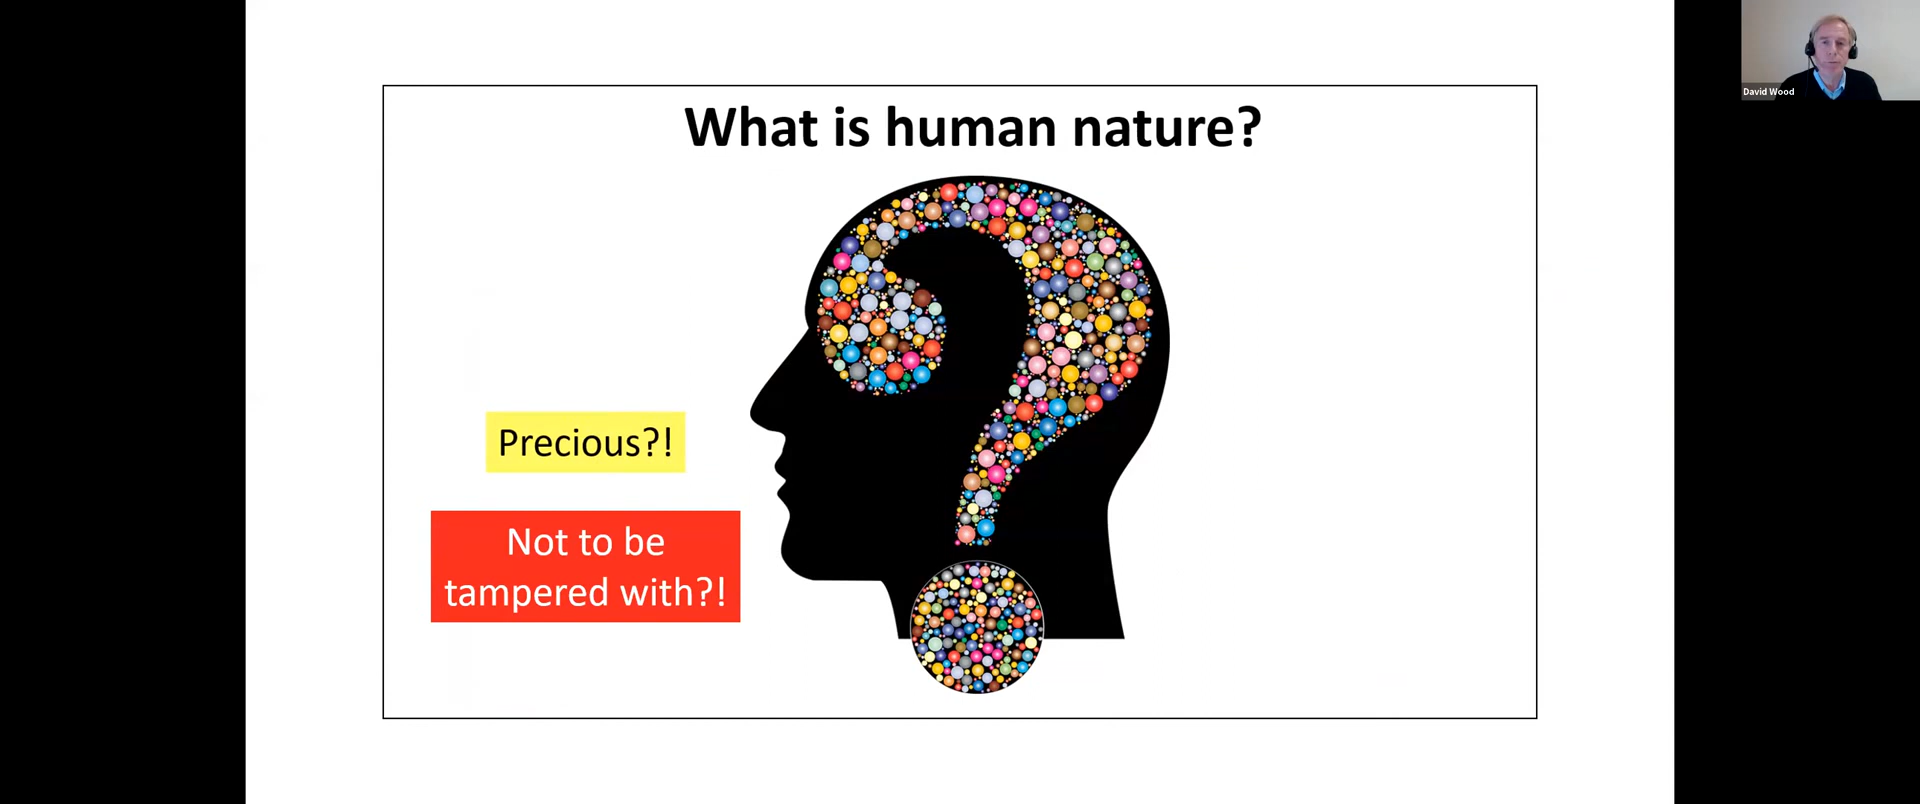 What is human nature?
Precious?!
Not to be
tampered with?!
David Wood